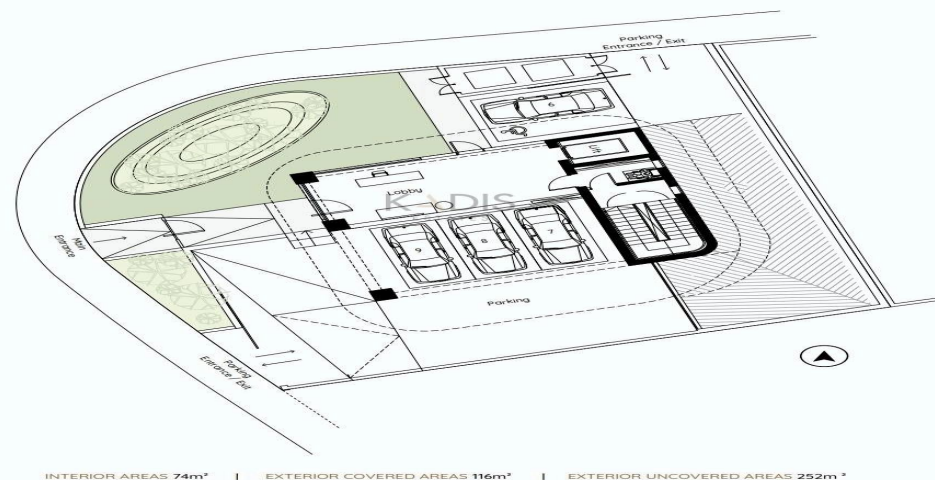 Parking
Entrance / Exit
6
Lift
Lobby
KADIS
9
8
7
Main
Entrance
Parking
Parking
Entrance / Exit
INTERIOR AREAS 74m² | EXTERIOR COVERED AREAS 116m² | EXTERIOR UNCOVERED AREAS 252m²